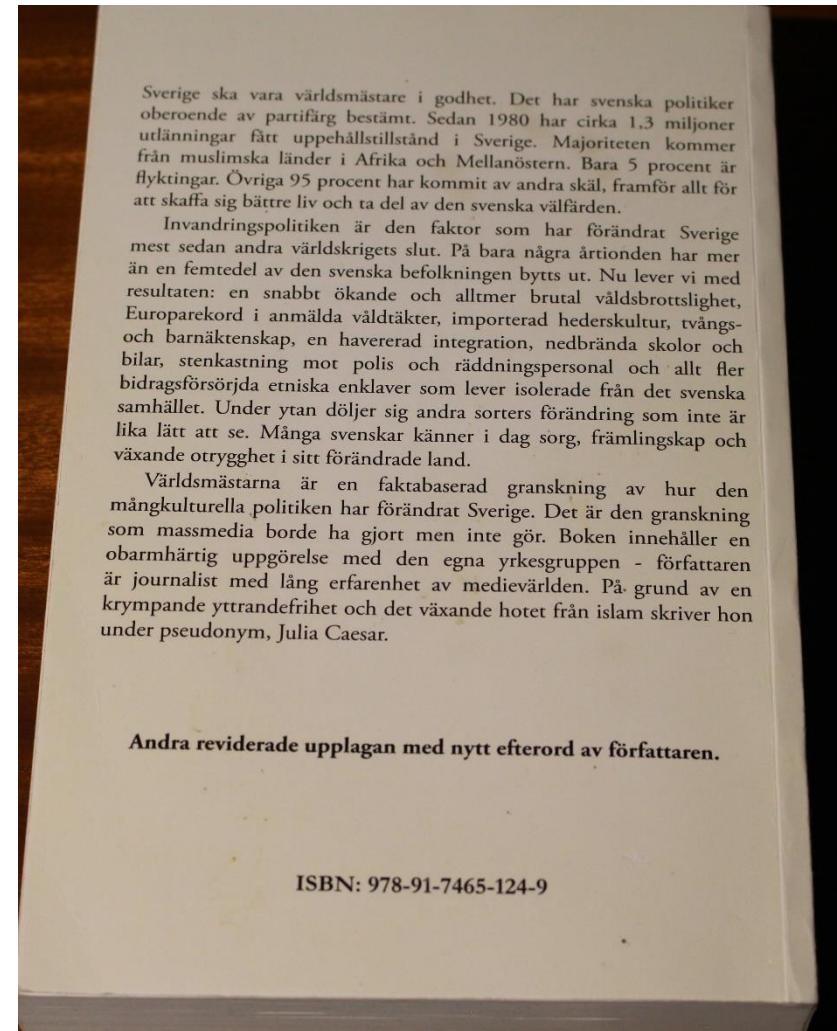 Sverige ska vara världsmästare i godhet. Det har svenska politiker
oberoende av partifärg bestämt. Sedan 1980 har cirka 1,3 miljoner
utlänningar fått uppehållstillstånd i Sverige. Majoriteten kommer
från muslimska länder i Afrika och Mellanöstern. Bara 5 procent är
flyktingar. Övriga 95 procent har kommit av andra skäl, framför allt för
att skaffa sig bättre liv och ta del av den svenska välfärden.
Invandringspolitiken är den faktor som har förändrat Sverige
mest sedan andra världskrigets slut. På bara några årtionden har mer
än en femtedel av den svenska befolkningen bytts ut. Nu lever vi med
resultaten: en snabbt ökande och alltmer brutal våldsbrottslighet,
Europarekord i anmälda våldtäkter, importerad hederskultur, tvångs-
och barnäktenskap, en havererad integration, nedbrända skolor och
bilar, stenkastning mot polis och räddningspersonal och allt fler
bidragsförsörjda etniska enklaver som lever isolerade från det svenska
samhället. Under ytan döljer sig andra sorters förändring som inte är
lika lätt att se. Många svenskar känner i dag sorg, främlingskap och
växande otrygghet i sitt förändrade land.
Världsmästarna är en faktabaserad granskning av hur den
mångkulturella politiken har förändrat Sverige. Det är den granskning
som massmedia borde ha gjort men inte gör. Boken innehåller en
obarmhärtig uppgörelse med den egna yrkesgruppen - författaren
är journalist med lång erfarenhet av medievärlden. På grund av en
krympande yttrandefrihet och det växande hotet från islam skriver hon
under pseudonym, Julia Caesar.
Andra reviderade upplagan med nytt efterord av författaren.
ISBN: 978-91-7465-124-9